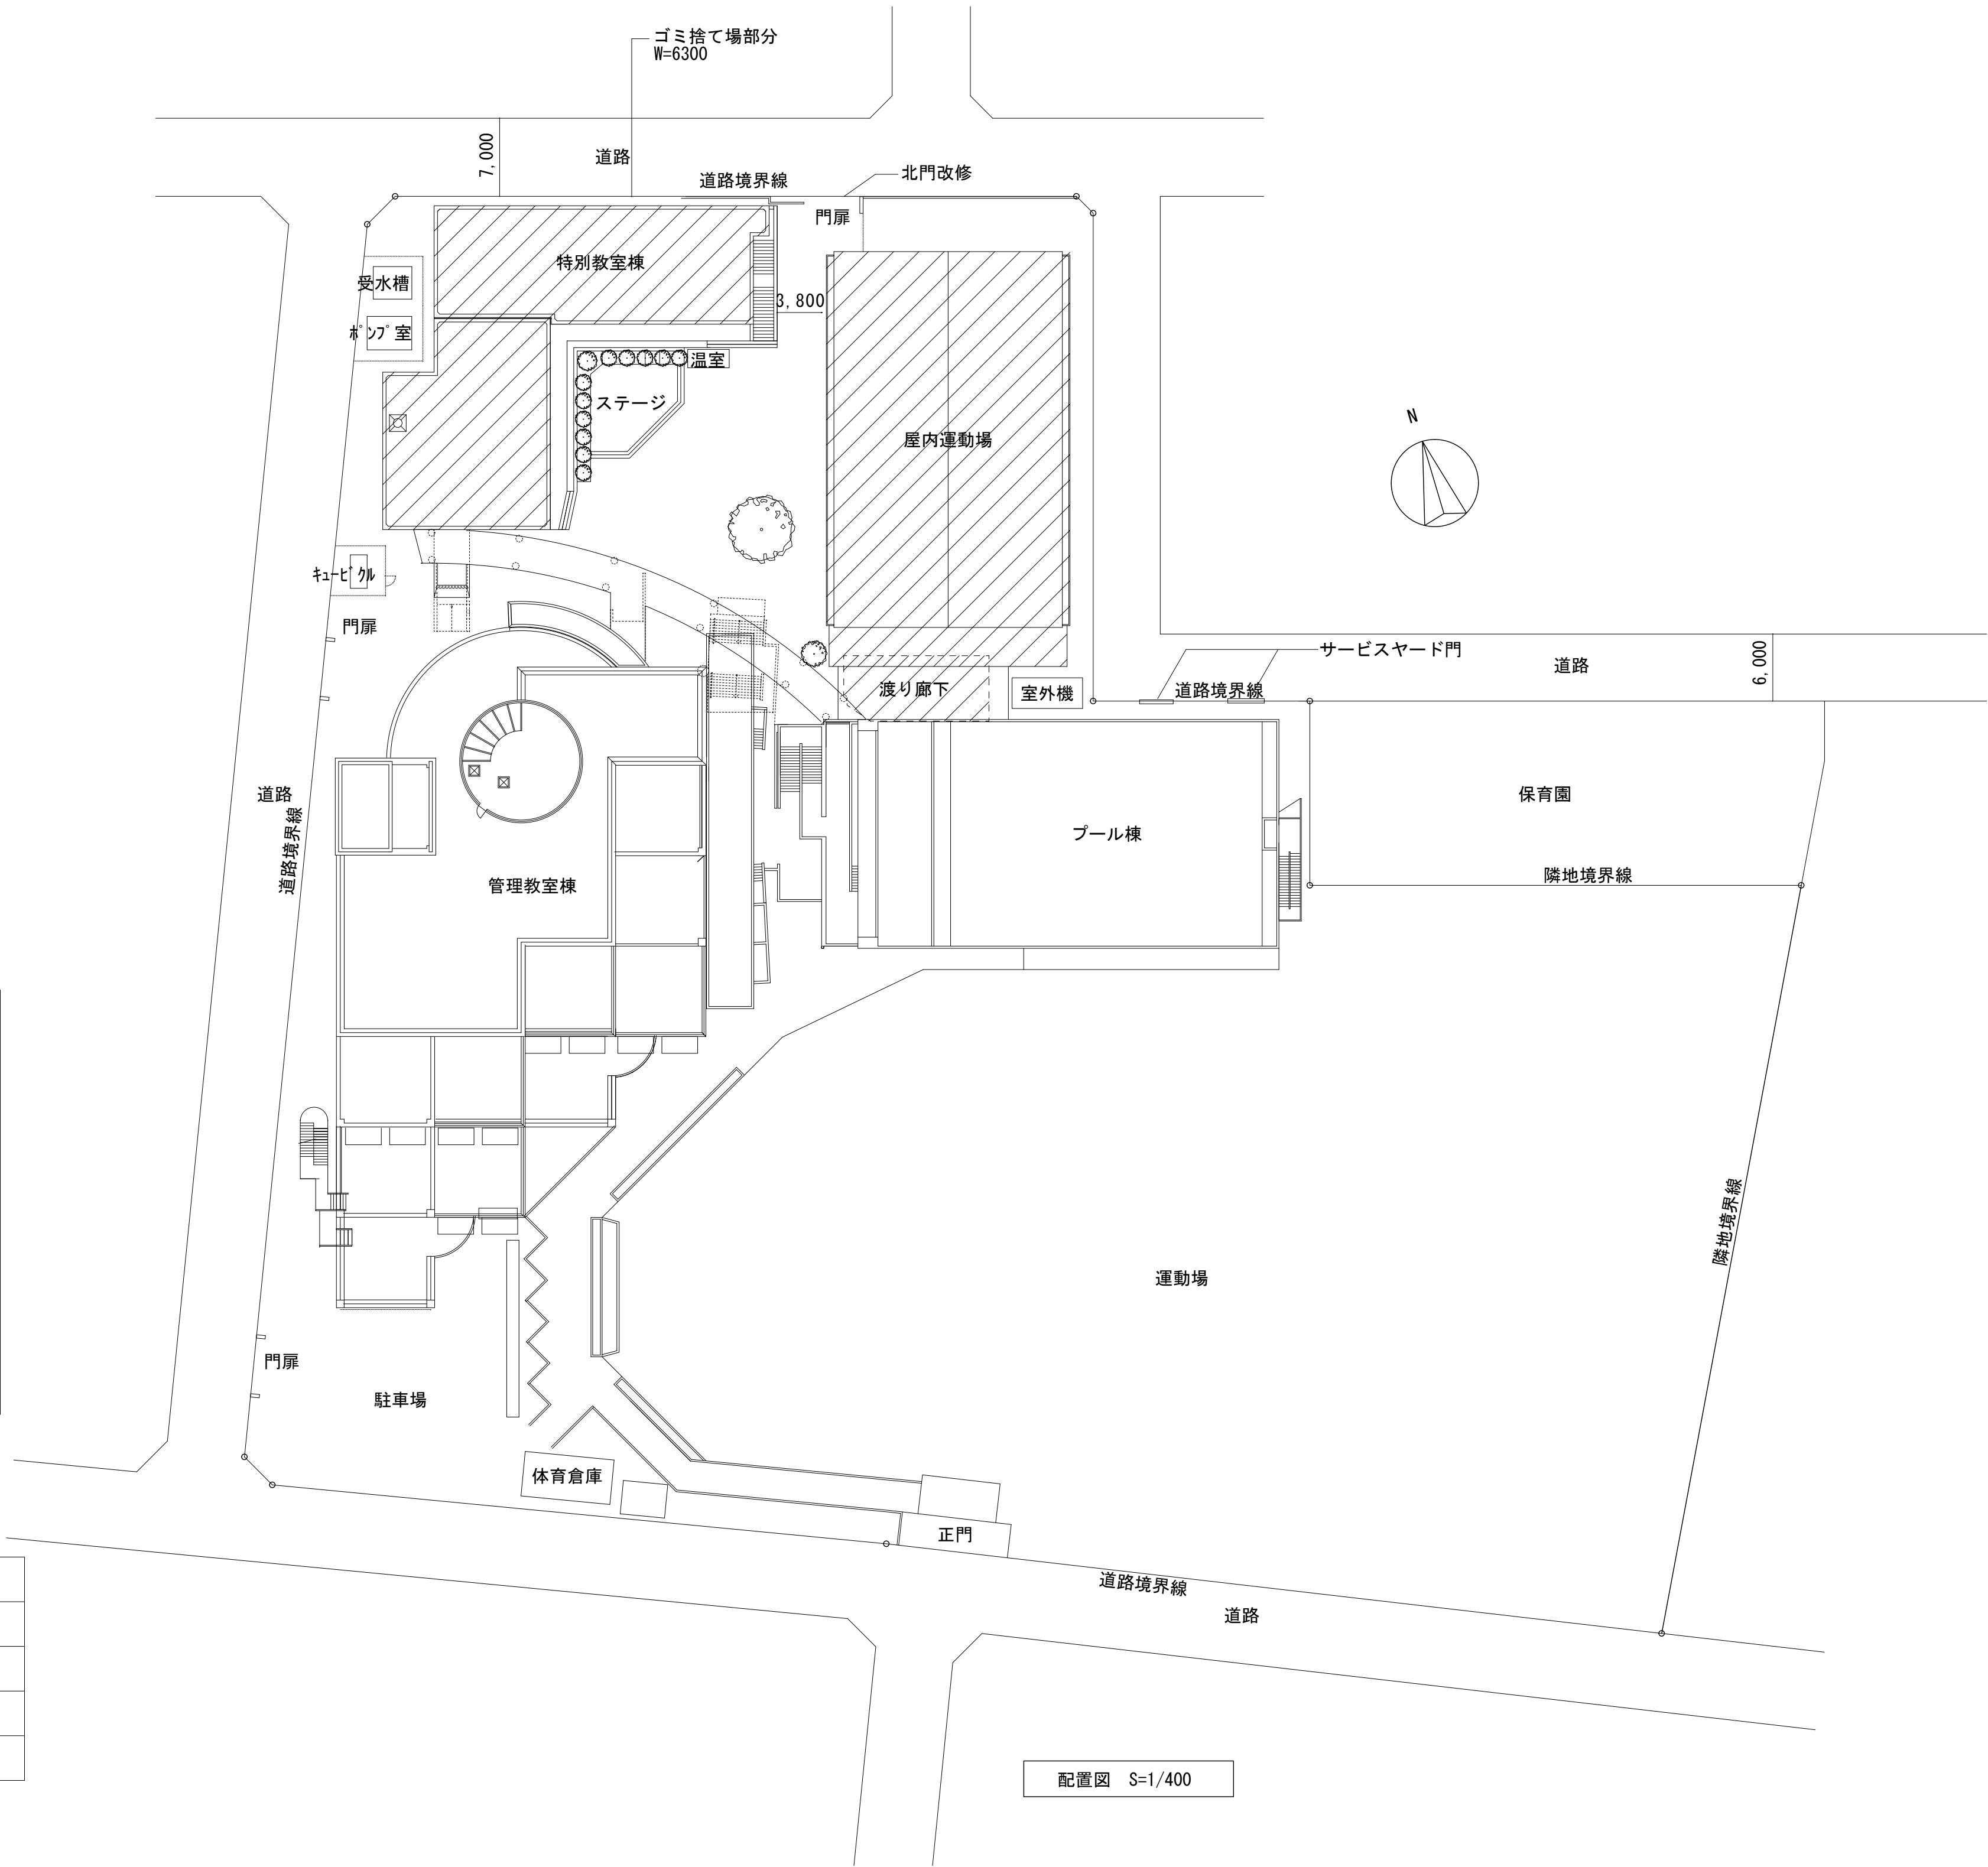 ゴミ捨て場部分
W=6300
7,000
道路
道路境界線
北門改修
門扉
特別教室棟
受水槽
3,800
ﾎﾟﾝﾌﾟ室
温室
ステージ
屋内運動場
N
ｷｭｰﾋﾞｸﾙ
門扉
サービスヤード門
道路
6,000
渡り廊下
室外機
道路境界線
道路
道路境界線
保育園
プール棟
管理教室棟
隣地境界線
隣地境界線
運動場
門扉
駐車場
体育倉庫
正門
道路境界線
道路
配置図 S=1/400